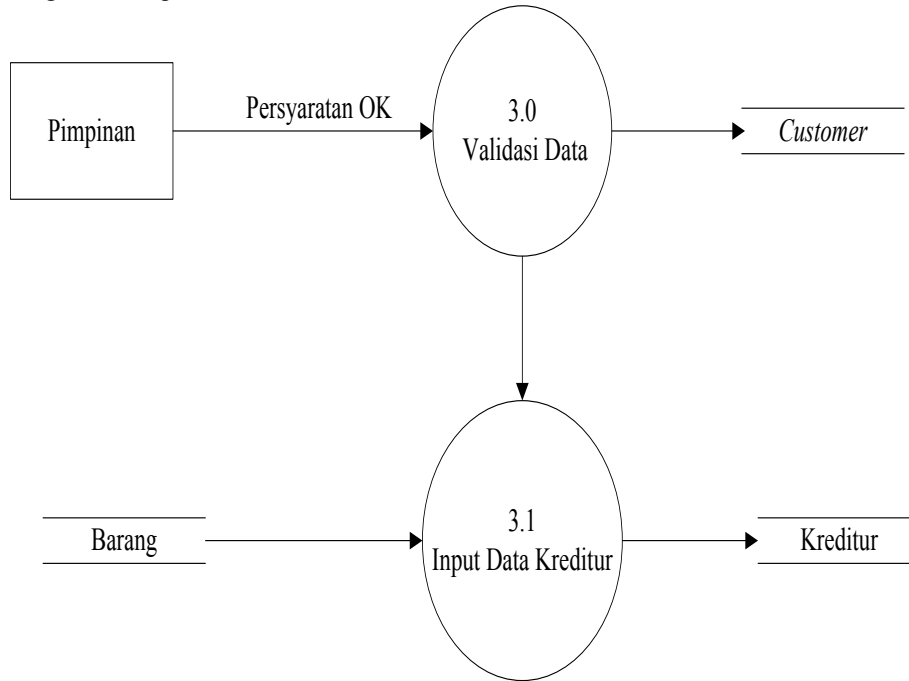 Persyaratan OK
Pimpinan
3.0
Validasi Data
Customer
Barang
3.1
Input Data Kreditur
Kreditur